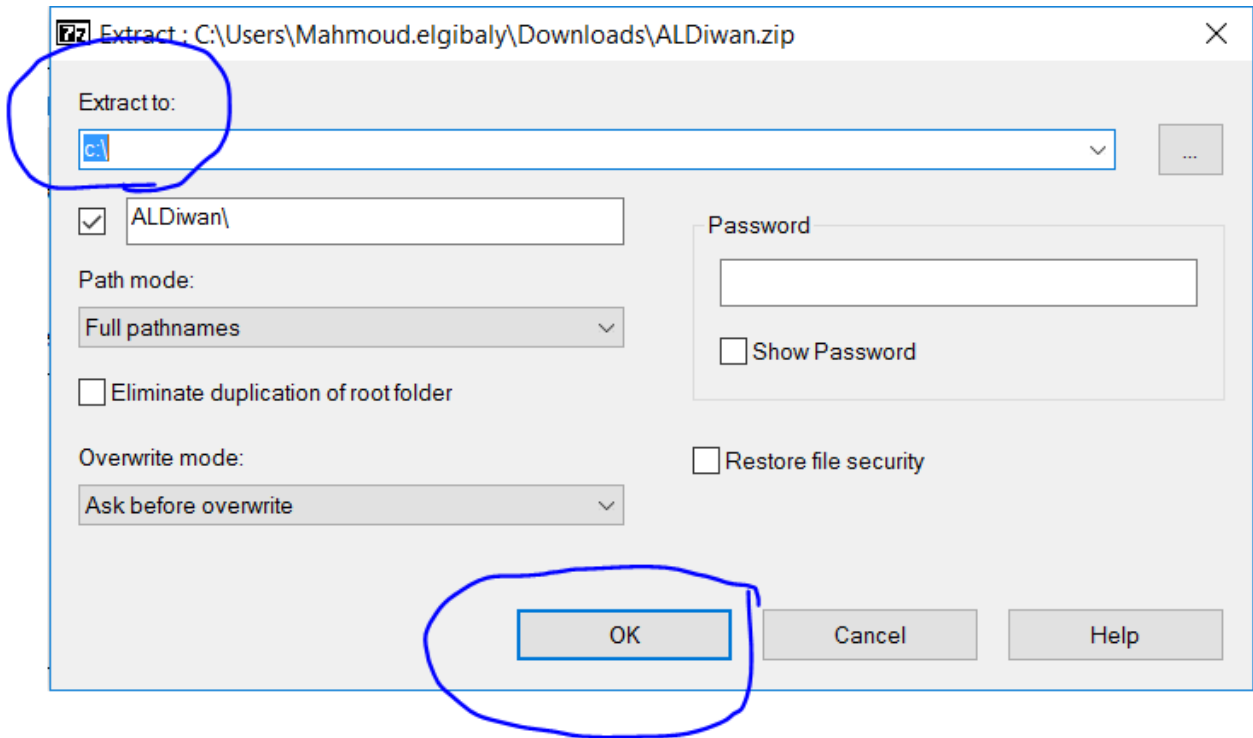 Extract : C:\Users\Mahmoud.elgibaly\Downloads\ALDiwan.zip
Extract to:
c:\
...
ALDiwan\
Password
Path mode:
Full pathnames
Show Password
Eliminate duplication of root folder
Overwrite mode:
Restore file security
Ask before overwrite
OK
Cancel
Help